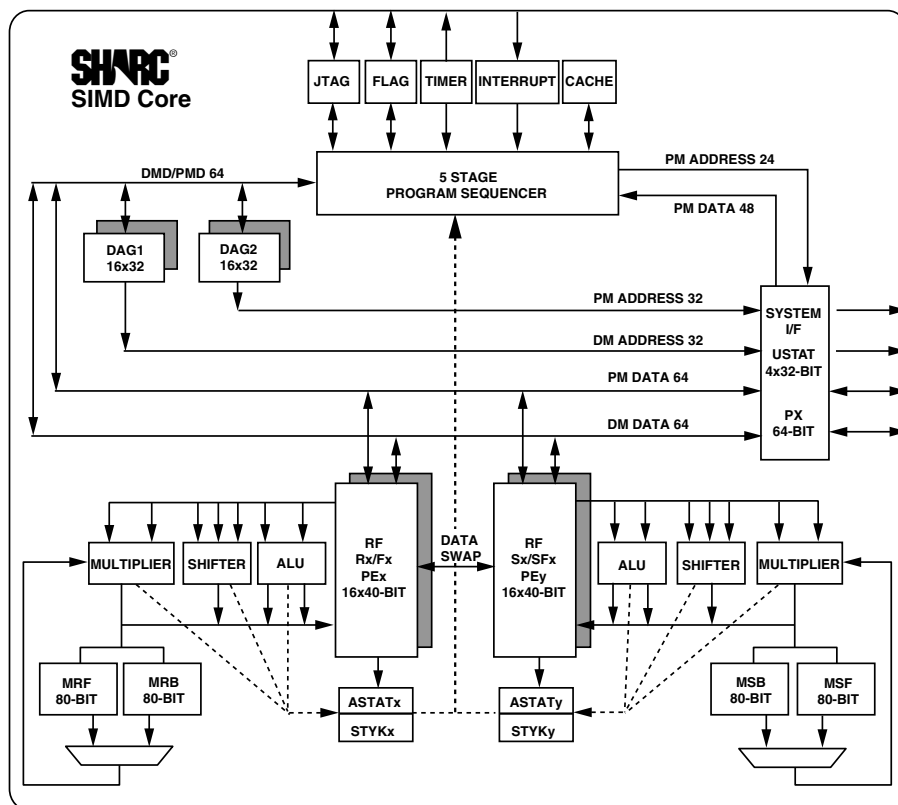 SHARC®
SIMD Core
JTAG
FLAG
TIMER
INTERRUPT
CACHE
DMD/PMD 64
5 STAGE
PROGRAM SEQUENCER
PM ADDRESS 24
PM DATA 48
DAG1
16x32
DAG2
16x32
PM ADDRESS 32
DM ADDRESS 32
PM DATA 64
DM DATA 64
SYSTEM
I/F
USTAT
4x32-BIT
PX
64-BIT
MULTIPLIER
SHIFTER
ALU
RF
Rx/Fx
PEx
16x40-BIT
DATA
SWAP
RF
Sx/SFx
PEy
16x40-BIT
ALU
SHIFTER
MULTIPLIER
MRF
80-BIT
MRB
80-BIT
ASTATx
STYKx
ASTATy
STYKy
MSB
80-BIT
MSF
80-BIT